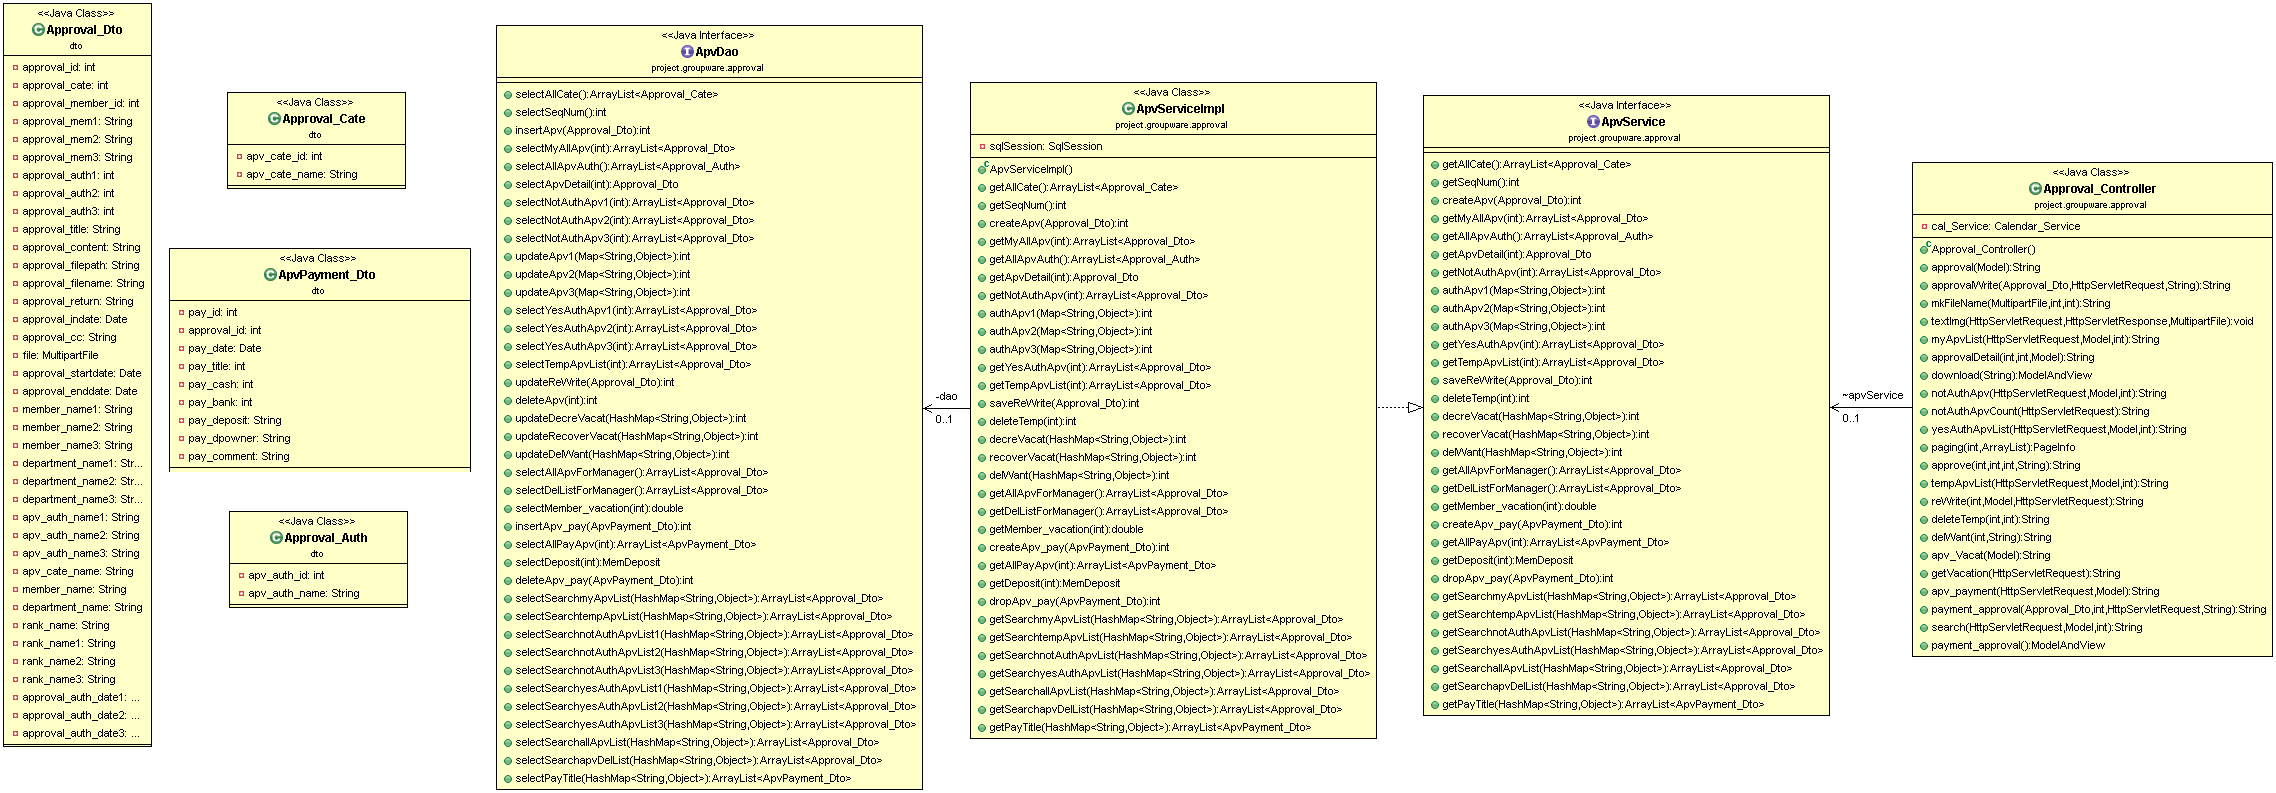 <<Java Class>>
Approval_Dto
dto
approval_id: int
approval_cate: int
approval_member_id: int
approval_mem1: String
approval_mem2: String
approval_mem3: String
approval_auth1: int
approval_auth2: int
approval_auth3: int
approval_title: String
approval_content: String
approval_filepath: String
approval_filename: String
approval_return: String
approval_indate: Date
approval_cc: String
file: MultipartFile
approval_startdate: Date
approval_enddate: Date
member_name1: String
member_name2: String
member_name3: String
department_name1: Str...
department_name2: Str...
department_name3: Str...
apv_auth_name1: String
apv_auth_name2: String
apv_auth_name3: String
apv_cate_name: String
member_name: String
department_name: String
rank_name: String
rank_name1: String
rank_name2: String
rank_name3: String
approval_auth_date1: ...
approval_auth_date2: ...
approval_auth_date3: ...
<<Java Class>>
Approval_Cate
dto
apv_cate_id: int
apv_cate_name: String
<<Java Class>>
ApvPayment_Dto
dto
pay_id: int
approval_id: int
pay_date: Date
pay_title: int
pay_cash: int
pay_bank: int
pay_deposit: String
pay_dpowner: String
pay_comment: String
<<Java Class>>
Approval_Auth
dto
apv_auth_id: int
apv_auth_name: String
<<Java Interface>>
ApvDao
project.groupware.approval
selectAllCate():ArrayList<Approval_Cate>
selectSeqNum():int
insertApv(Approval_Dto):int
selectMyAllApv(int):ArrayList<Approval_Dto>
selectAllApvAuth():ArrayList<Approval_Auth>
selectApvDetail(int):Approval_Dto
selectNotAuthApv1(int):ArrayList<Approval_Dto>
selectNotAuthApv2(int):ArrayList<Approval_Dto>
selectNotAuthApv3(int):ArrayList<Approval_Dto>
updateApv1(Map<String,Object>):int
updateApv2(Map<String,Object>):int
updateApv3(Map<String,Object>):int
selectYesAuthApv1(int):ArrayList<Approval_Dto>
selectYesAuthApv2(int):ArrayList<Approval_Dto>
selectYesAuthApv3(int):ArrayList<Approval_Dto>
selectTempApvList(int):ArrayList<Approval_Dto>
updateReWrite(Approval_Dto):int
deleteApv(int):int
updateDecreVacat(HashMap<String,Object>):int
updateRecoverVacat(HashMap<String,Object>):int
updateDelWant(HashMap<String,Object>):int
selectAllApvForManager():ArrayList<Approval_Dto>
selectDelListForManager():ArrayList<Approval_Dto>
selectMember_vacation(int):double
insertApv_pay(ApvPayment_Dto):int
selectAllPayApv(int):ArrayList<ApvPayment_Dto>
selectDeposit(int):MemDeposit
deleteApv_pay(ApvPayment_Dto):int
selectSearchmyApvList(HashMap<String,Object>):ArrayList<Approval_Dto>
selectSearchtempApvList(HashMap<String,Object>):ArrayList<Approval_Dto>
selectSearchnotAuthApvList1(HashMap<String,Object>):ArrayList<Approval_Dto>
selectSearchnotAuthApvList2(HashMap<String,Object>):ArrayList<Approval_Dto>
selectSearchnotAuthApvList3(HashMap<String,Object>):ArrayList<Approval_Dto>
selectSearchyesAuthApvList1(HashMap<String,Object>):ArrayList<Approval_Dto>
selectSearchyesAuthApvList2(HashMap<String,Object>):ArrayList<Approval_Dto>
selectSearchyesAuthApvList3(HashMap<String,Object>):ArrayList<Approval_Dto>
selectSearchallApvList(HashMap<String,Object>):ArrayList<Approval_Dto>
selectSearchapvDelList(HashMap<String,Object>):ArrayList<Approval_Dto>
selectPayTitle(HashMap<String,Object>):ArrayList<ApvPayment_Dto>
-dao
0..1
<<Java Class>>
ApvServiceImpl
project.groupware.approval
sqlSession: SqlSession
ApvServiceImpl()
getAllCate():ArrayList<Approval_Cate>
getSeqNum():int
createApv(Approval_Dto):int
getMyAllApv(int):ArrayList<Approval_Dto>
getAllApvAuth():ArrayList<Approval_Auth>
getApvDetail(int):Approval_Dto
getNotAuthApv(int):ArrayList<Approval_Dto>
authApv1(Map<String,Object>):int
authApv2(Map<String,Object>):int
authApv3(Map<String,Object>):int
getYesAuthApv(int):ArrayList<Approval_Dto>
getTempApvList(int):ArrayList<Approval_Dto>
saveReWrite(Approval_Dto):int
deleteTemp(int):int
decreVacat(HashMap<String,Object>):int
recoverVacat(HashMap<String,Object>):int
delWant(HashMap<String,Object>):int
getAllApvForManager():ArrayList<Approval_Dto>
getDelListForManager():ArrayList<Approval_Dto>
getMember_vacation(int):double
createApv_pay(ApvPayment_Dto):int
getAllPayApv(int):ArrayList<ApvPayment_Dto>
getDeposit(int):MemDeposit
dropApv_pay(ApvPayment_Dto):int
getSearchmyApvList(HashMap<String,Object>):ArrayList<Approval_Dto>
getSearchtempApvList(HashMap<String,Object>):ArrayList<Approval_Dto>
getSearchnotAuthApvList(HashMap<String,Object>):ArrayList<Approval_Dto>
getSearchyesAuthApvList(HashMap<String,Object>):ArrayList<Approval_Dto>
getSearchallApvList(HashMap<String,Object>):ArrayList<Approval_Dto>
getSearchapvDelList(HashMap<String,Object>):ArrayList<Approval_Dto>
getPayTitle(HashMap<String,Object>):ArrayList<ApvPayment_Dto>
<<Java Interface>>
ApvService
project.groupware.approval
getAllCate():ArrayList<Approval_Cate>
getSeqNum():int
createApv(Approval_Dto):int
getMyAllApv(int):ArrayList<Approval_Dto>
getAllApvAuth():ArrayList<Approval_Auth>
getApvDetail(int):Approval_Dto
getNotAuthApv(int):ArrayList<Approval_Dto>
authApv1(Map<String,Object>):int
authApv2(Map<String,Object>):int
authApv3(Map<String,Object>):int
getYesAuthApv(int):ArrayList<Approval_Dto>
getTempApvList(int):ArrayList<Approval_Dto>
saveReWrite(Approval_Dto):int
deleteTemp(int):int
decreVacat(HashMap<String,Object>):int
recoverVacat(HashMap<String,Object>):int
delWant(HashMap<String,Object>):int
getAllApvForManager():ArrayList<Approval_Dto>
getDelListForManager():ArrayList<Approval_Dto>
getMember_vacation(int):double
createApv_pay(ApvPayment_Dto):int
getAllPayApv(int):ArrayList<ApvPayment_Dto>
getDeposit(int):MemDeposit
dropApv_pay(ApvPayment_Dto):int
getSearchmyApvList(HashMap<String,Object>):ArrayList<Approval_Dto>
getSearchtempApvList(HashMap<String,Object>):ArrayList<Approval_Dto>
getSearchnotAuthApvList(HashMap<String,Object>):ArrayList<Approval_Dto>
getSearchyesAuthApvList(HashMap<String,Object>):ArrayList<Approval_Dto>
getSearchallApvList(HashMap<String,Object>):ArrayList<Approval_Dto>
getSearchapvDelList(HashMap<String,Object>):ArrayList<Approval_Dto>
getPayTitle(HashMap<String,Object>):ArrayList<ApvPayment_Dto>
~apvService
0..1
<<Java Class>>
Approval_Controller
project.groupware.approval
cal_Service: Calendar_Service
Approval_Controller()
approval(Model):String
approvalWrite(Approval_Dto,HttpServletRequest,String):String
mkFileName(MultipartFile,int,int):String
textImg(HttpServletRequest,HttpServletResponse,MultipartFile):void
myApvList(HttpServletRequest,Model,int):String
approvalDetail(int,int,Model):String
download(String):ModelAndView
notAuthApv(HttpServletRequest,Model,int):String
notAuthApvCount(HttpServletRequest):String
yesAuthApvList(HttpServletRequest,Model,int):String
paging(int,ArrayList):PageInfo
approve(int,int,int,String):String
tempApvList(HttpServletRequest,Model,int):String
reWrite(int,Model,HttpServletRequest):String
deleteTemp(int,int):String
delWant(int,String):String
apv_Vacat(Model):String
getVacation(HttpServletRequest):String
apv_payment(HttpServletRequest,Model):String
payment_approval(Approval_Dto,int,HttpServletRequest,String):String
search(HttpServletRequest,Model,int):String
payment_approval():ModelAndView